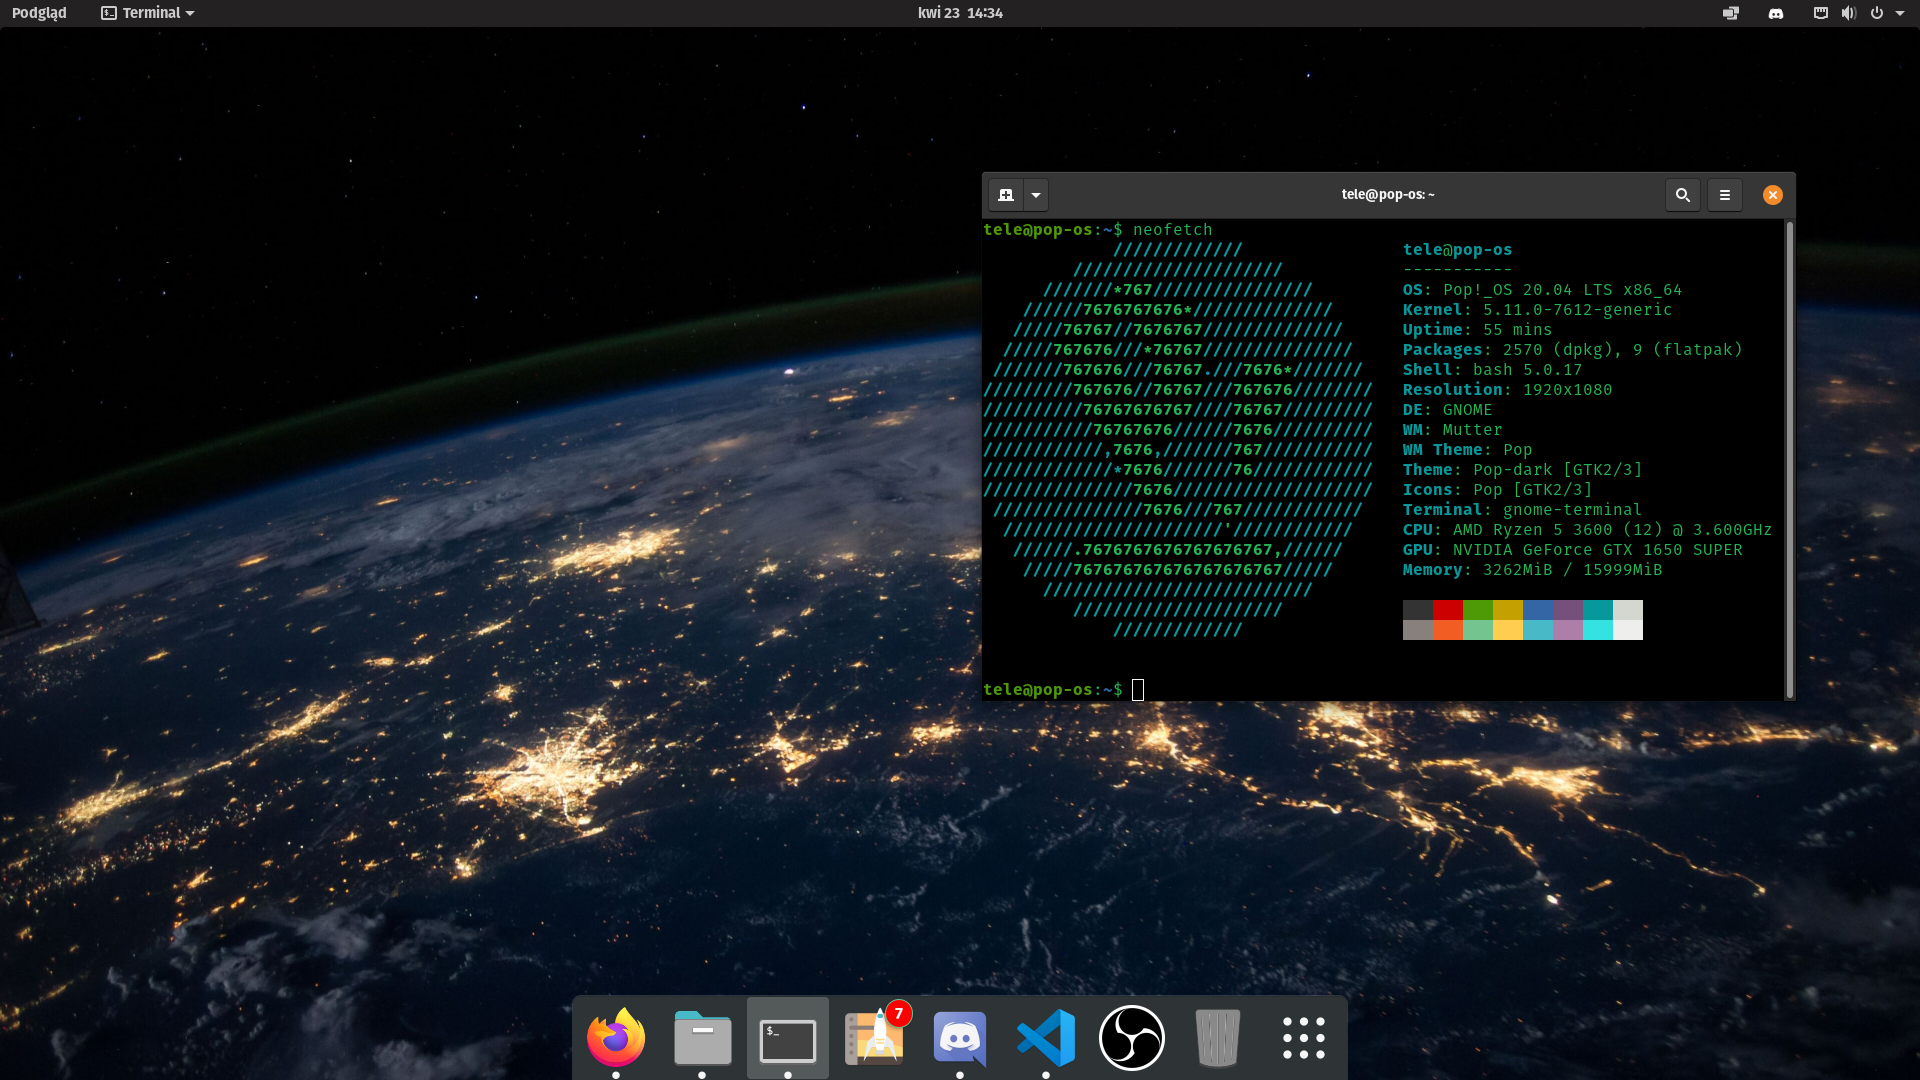 Podgląd
Terminal
kwi 23 14:34
tele@pop-os: ~
tele@pop-os:~$ neofetch
/////////////
/////////////////////
///////*767////////////////
//////7676767676*//////////////
/////76767//7676767//////////////
/////767676///*76767///////////////
///////767676///76767.///7676*///////
/////////767676//76767///767676////////
//////////76767676767////76767/////////
///////////76767676//////7676//////////
////////////,7676,///////767///////////
/////////////*7676///////76////////////
///////////////7676////////////////////
///////////////7676///767////////////
//////////////////////'////////////
//////.7676767676767676767,//////
/////767676767676767676767/////
///////////////////////////
/////////////////////
/////////////
tele@pop-os
-----------
OS: Pop!_OS 20.04 LTS x86_64
Kernel: 5.11.0-7612-generic
Uptime: 55 mins
Packages: 2570 (dpkg), 9 (flatpak)
Shell: bash 5.0.17
Resolution: 1920x1080
DE: GNOME
WM: Mutter
WM Theme: Pop
Theme: Pop-dark [GTK2/3]
Icons: Pop [GTK2/3]
Terminal: gnome-terminal
CPU: AMD Ryzen 5 3600 (12) @ 3.600GHz
GPU: NVIDIA GeForce GTX 1650 SUPER
Memory: 3262MiB / 15999MiB
tele@pop-os:~$
$_
7